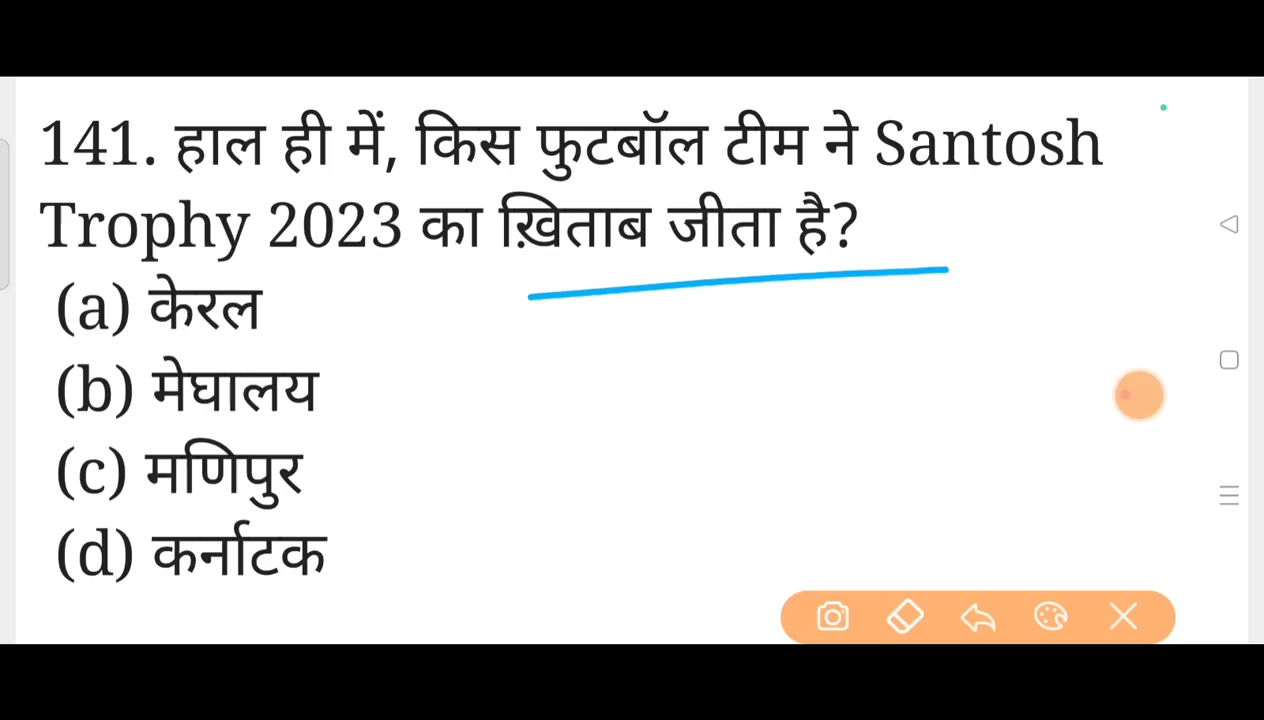 141. हाल ही में, किस फुटबॉल टीम ने Santosh
Trophy 2023 का ख़िताब जीता है?
(a) केरल
(b) मेघालय
(c) मणिपुर
(d) कर्नाटक